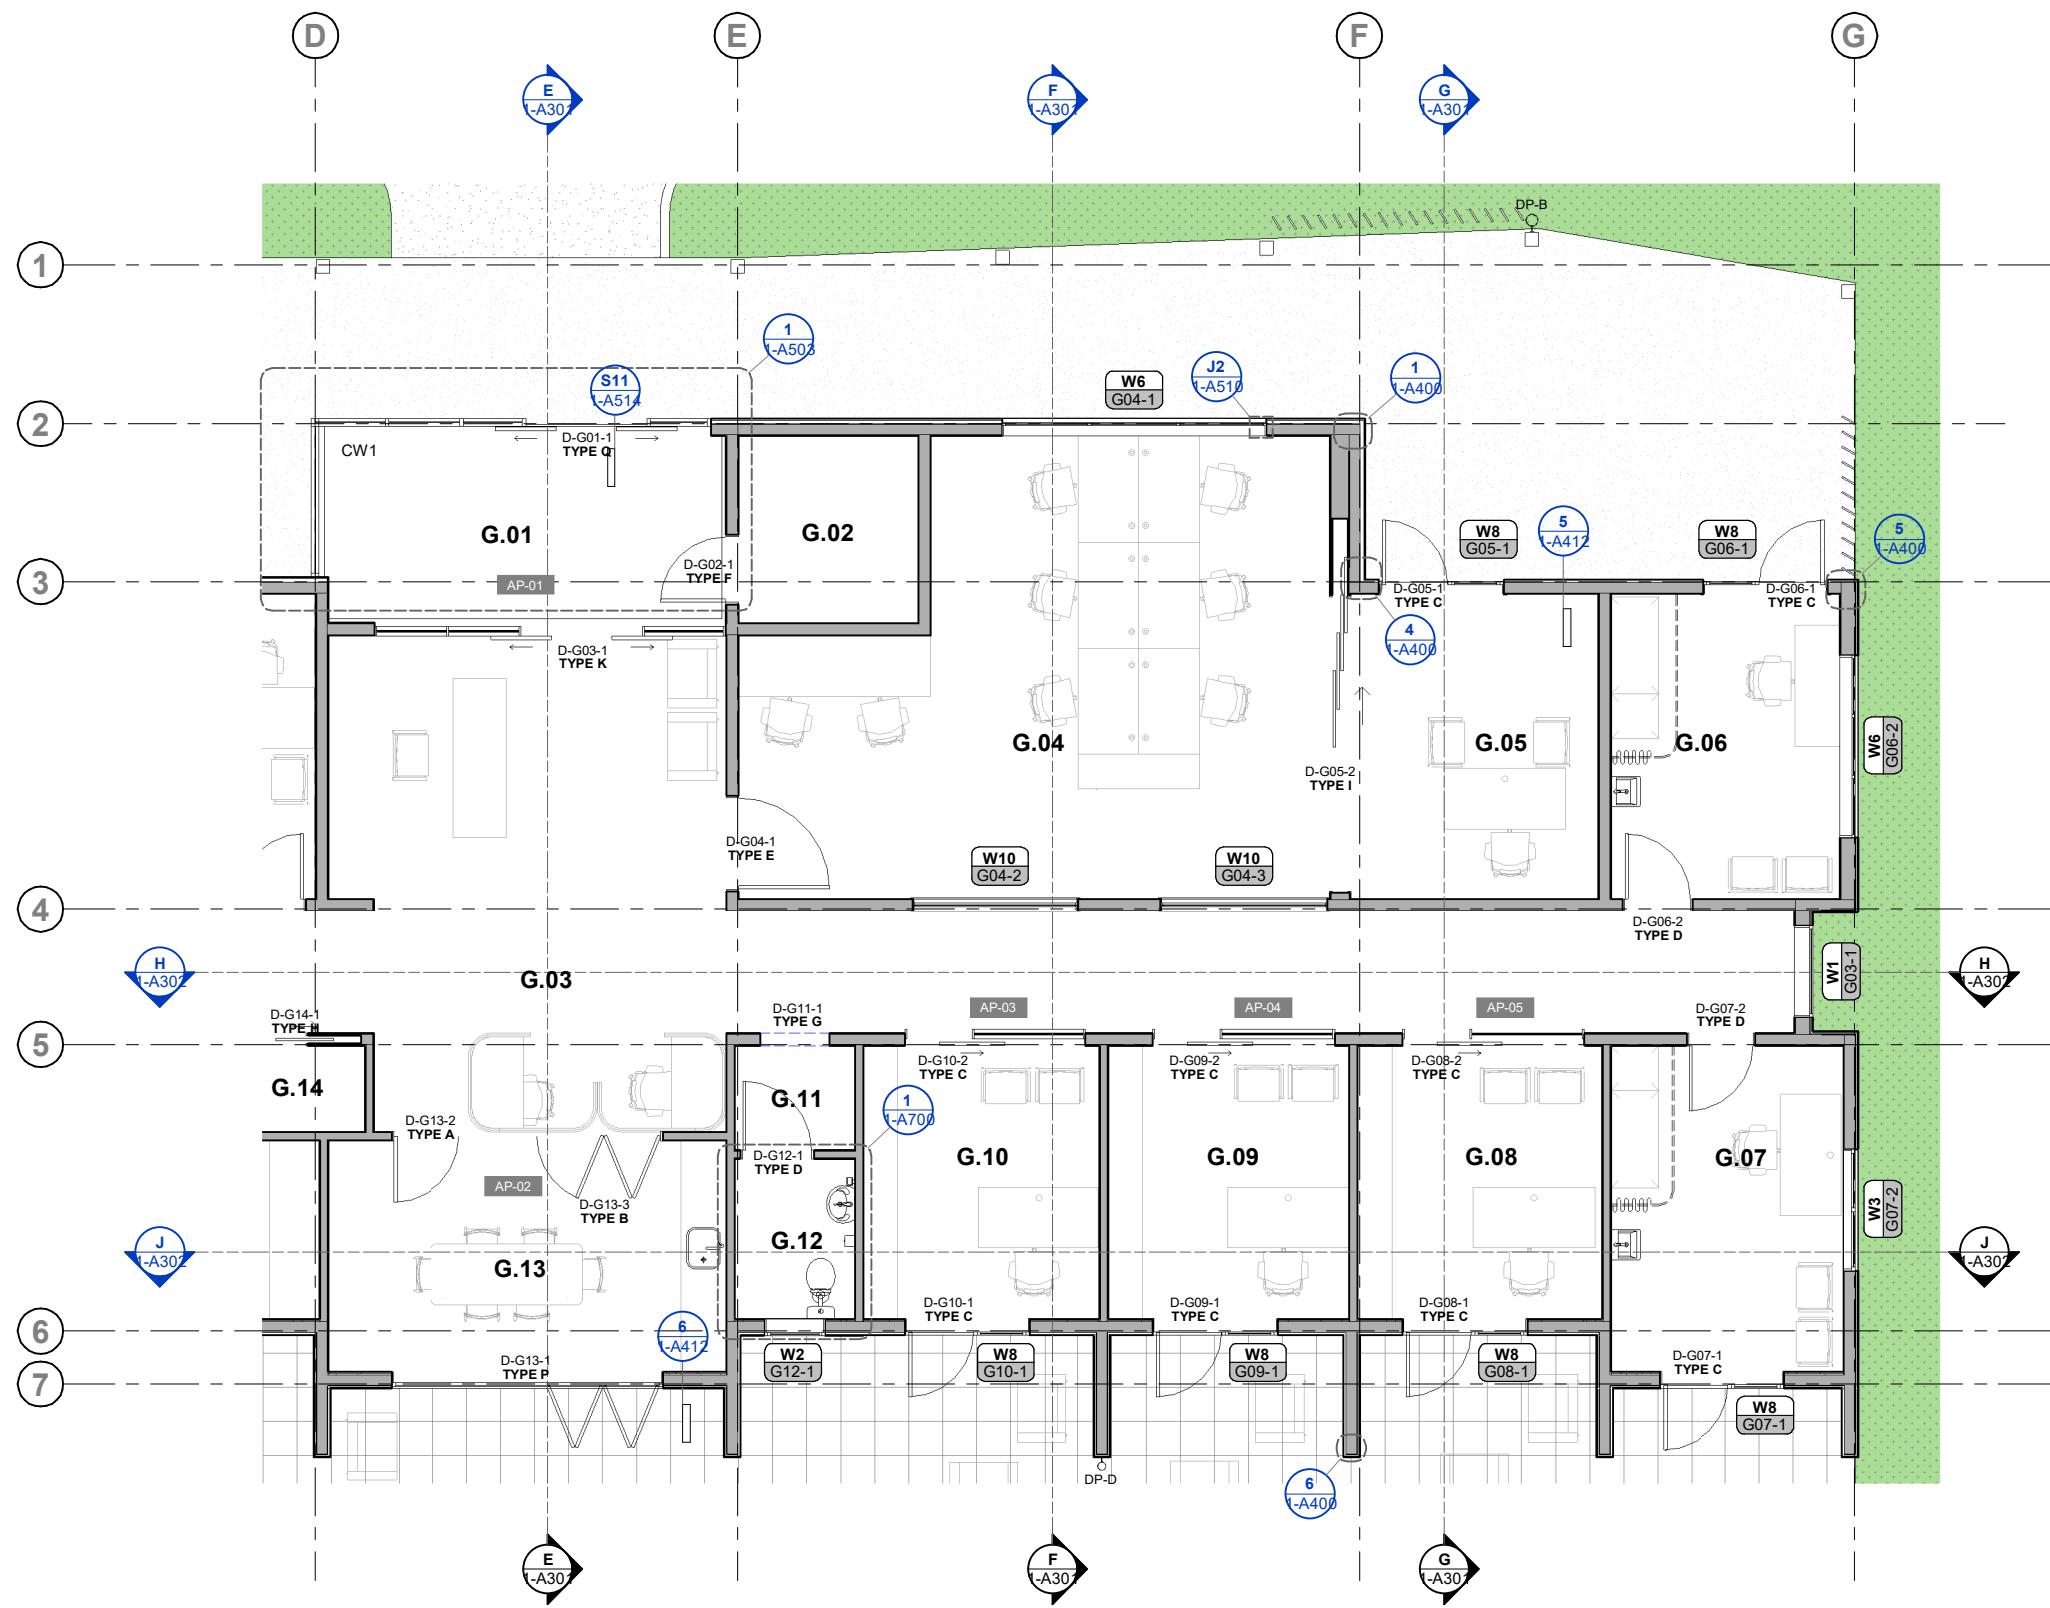 D
E
F
G
E
1-A301
F
1-A301
G
1-A301
DP-B
1
1
1-A503
S11
1-A514
W6
G04-1
J2
1-A510
1
1-A400
2
D-G01-1
TYPE Q
CW1
G.01
G.02
D-G02-1
TYPE F
W8
G05-1
5
1-A412
W8
G06-1
5
1-A400
3
AP-01
D-G05-1
TYPE C
D-G06-1
TYPE C
4
1-A400
D-G03-1
TYPE K
G.04
G.05
G.06
W6
G06-2
D-G05-2
TYPE I
D-G04-1
TYPE E
W10
G04-2
W10
G04-3
4
D-G06-2
TYPE D
H
1-A302
G.03
W1
G03-1
H
1-A302
AP-03
AP-04
AP-05
D-G14-1
TYPE H
D-G11-1
TYPE G
D-G07-2
TYPE D
5
D-G10-2
TYPE C
D-G09-2
TYPE C
D-G08-2
TYPE C
G.14
G.11
1
1-A700
D-G13-2
TYPE A
D-G12-1
TYPE D
G.10
G.09
G.08
G.07
AP-02
D-G13-3
TYPE B
W3
G07-2
J
1-A302
G.12
G.13
J
1-A302
D-G10-1
TYPE C
D-G09-1
TYPE C
D-G08-1
TYPE C
6
6
1-A412
W2
G12-1
W8
G10-1
W8
G09-1
W8
G08-1
D-G13-1
TYPE P
D-G07-1
TYPE C
7
W8
G07-1
DP-D
6
1-A400
E
1-A301
F
1-A301
G
1-A301